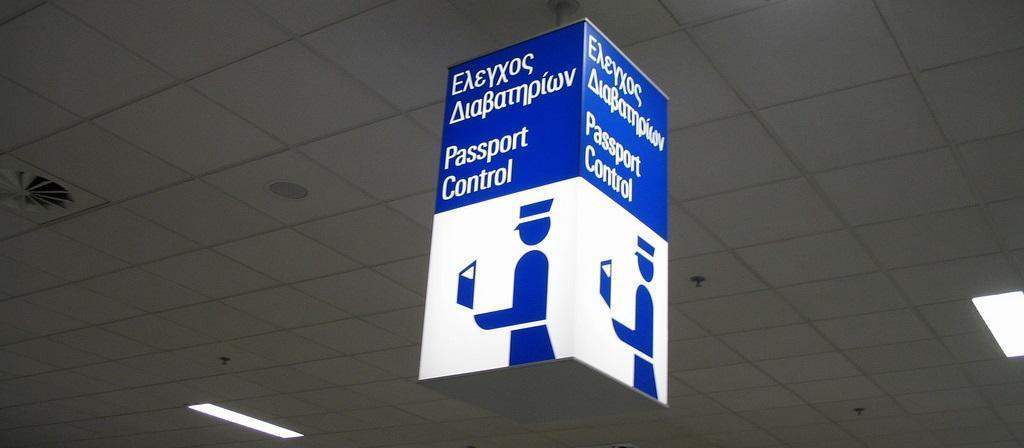 Ελεγχος
Διαβατηρίων
Passport
Control
Ελεγχος
Διαβατηρίων
Passport
Control